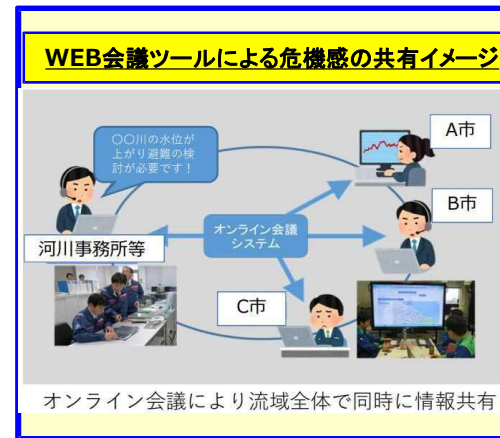 WEB会議ツールによる危機感の共有イメージ
〇〇川の水位が
上がり避難の検
討が必要です！
A市
B市
オンライン会議
システム
河川事務所等
C市
オンライン会議により流域全体で同時に情報共有